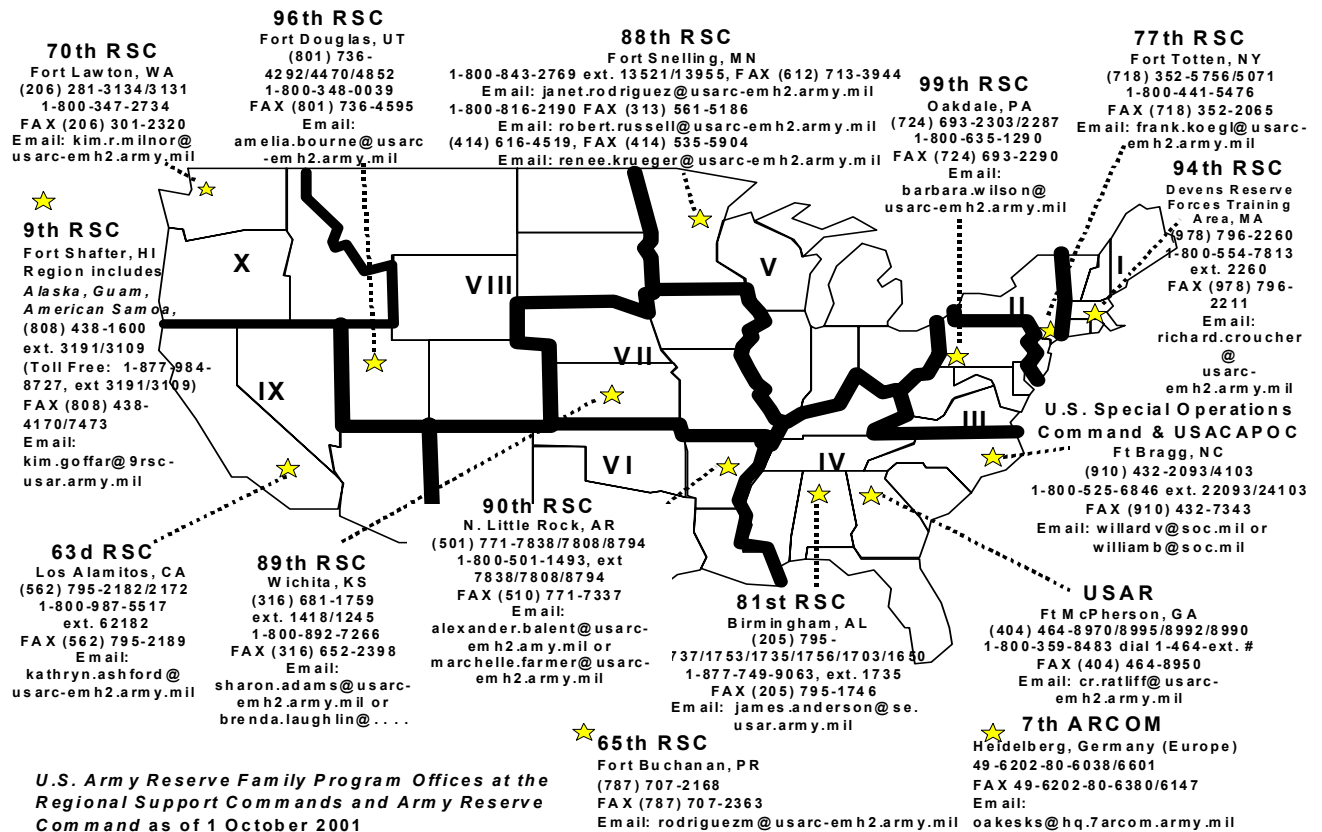 96th RSC
Fort Douglas, UT
(801) 736-
4292/4470/4852
1-800-348-0039
FAX (801) 736-4595
Email:
amelia.bourne@usarc
-emh2.army.mil
70th RSC
Fort Lawton, WA
(206) 281-3134/3131
1-800-347-2734
FAX (206) 301-2320
Email: kim.r.milnor@
usarc-emh2.army.mil
88th RSC
Fort Snelling, MN
1-800-843-2769 ext. 13521/13955, FAX (612) 713-3944
Email: janet.rodriguez@usarc-emh2.army.mil
1-800-816-2190 FAX (313) 561-5186
Email: robert.russell@usarc-emh2.army.mil
(414) 616-4519, FAX (414) 535-5904
Email: renee.krueger@usarc-emh2.army.mil
99th RSC
Oakdale, PA
(724) 693-2303/2287
1-800-635-1290
FAX (724) 693-2290
Email:
barbara.wilson@
usarc-emh2.army.mil
77th RSC
Fort Totten, NY
(718) 352-5756/5071
1-800-441-5476
FAX (718) 352-2065
Email: frank.koegl@usarc-
emh2.army.mil
94th RSC
Devens Reserve
Forces Training
Area, MA
(978) 796-2260
1-800-554-7813
ext. 2260
FAX (978) 796-
2211
Email:
richard.croucher
@
usarc-
emh2.army.mil
9th RSC
Fort Shafter, HI
Region includes
Alaska, Guam,
American Samoa,
(808) 438-1600
ext. 3191/3109
(Toll Free: 1-877-984-
8727, ext 3191/3109)
FAX (808) 438-
4170/7473
Email:
kim.goffar@9rsc-
usar.army.mil
X
VIII
V
I
II
VII
IX
III
VI
IV
U.S. Special Operations
Command & USACAPOC
Ft Bragg, NC
(910) 432-2093/4103
1-800-525-6846 ext. 22093/24103
FAX (910) 432-7343
Email: willardv@soc.mil or
williamb@soc.mil
63d RSC
Los Alamitos, CA
(562) 795-2182/2172
1-800-987-5517
ext. 62182
FAX (562) 795-2189
Email:
kathryn.ashford@
usarc-emh2.army.mil
89th RSC
Wichita, KS
(316) 681-1759
ext. 1418/1245
1-800-892-7266
FAX (316) 652-2398
Email:
sharon.adams@usarc-
emh2.army.mil or
brenda.laughlin@....
90th RSC
N. Little Rock, AR
(501) 771-7838/7808/8794
1-800-501-1493, ext
7838/7808/8794
FAX (510) 771-7337
Email:
alexander.balent@usarc-
emh2.amy.mil or
marchelle.farmer@usarc-
emh2.army.mil
81st RSC
Birmingham, AL
(205) 795-
737/1753/1735/1756/1703/1650
1-877-749-9063, ext. 1735
FAX (205) 795-1746
Email: james.anderson@se.
usar.army.mil
USAR
Ft McPherson, GA
(404) 464-8970/8995/8992/8990
1-800-359-8483 dial 1-464-ext. #
FAX (404) 464-8950
Email: cr.ratliff@usarc-
emh2.army.mil
65th RSC
Fort Buchanan, PR
(787) 707-2168
FAX (787) 707-2363
Email: rodriguezm@usarc-emh2.army.mil
7th ARCOM
Heidelberg, Germany (Europe)
49-6202-80-6038/6601
FAX 49-6202-80-6380/6147
Email:
oakesks@hq.7arcom.army.mil
U.S. Army Reserve Family Program Offices at the
Regional Support Commands and Army Reserve
Command as of 1 October 2001